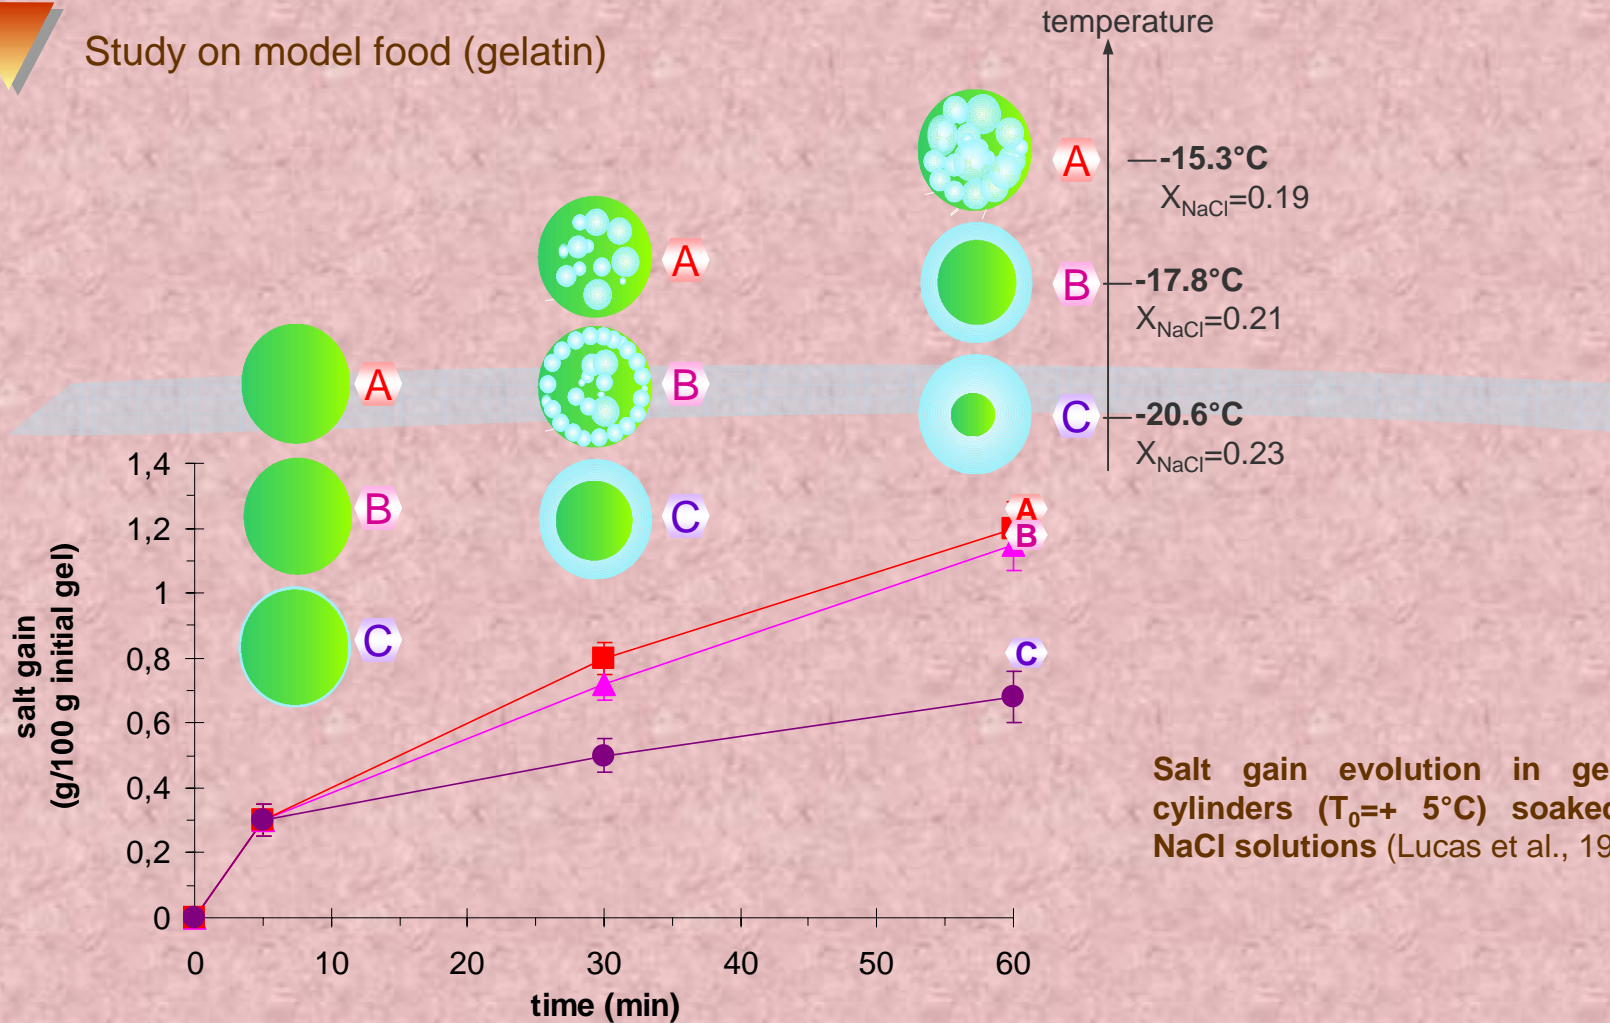 Study on model food (gelatin)
temperature
A
-15.3°C
X_NaCl=0.19
B
-17.8°C
X_NaCl=0.21
C
-20.6°C
X_NaCl=0.23
A
B
C
A
B
C
salt gain
(g/100 g initial gel)
1,4
1,2
1
0,8
0,6
0,4
0,2
0
A
B
C
0 10 20 30 40 50 60
time (min)
Salt gain evolution in ge
cylinders (T₀=+ 5°C) soaked
NaCl solutions (Lucas et al., 19